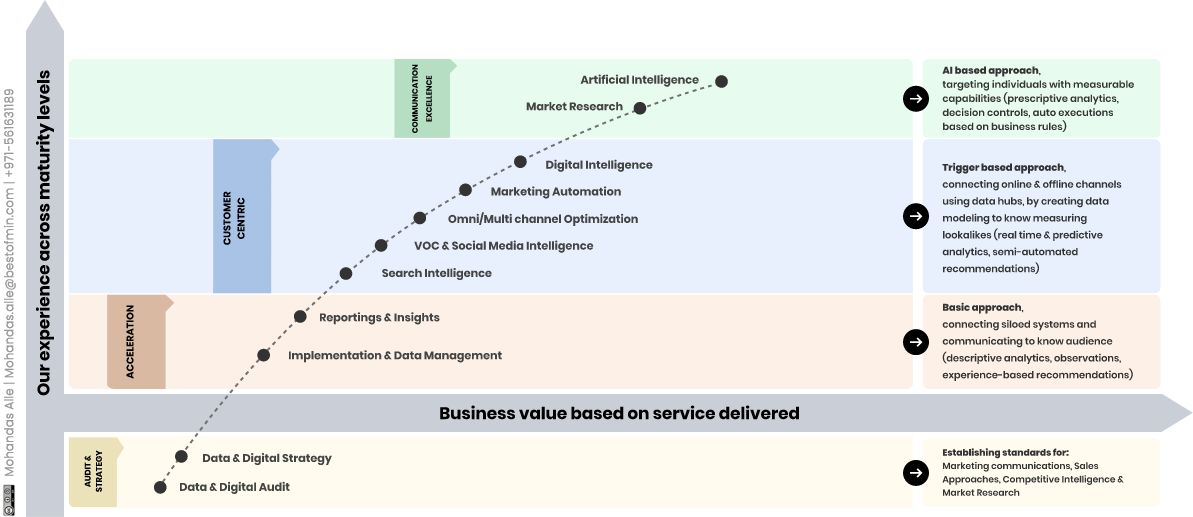 Mohandas Aile | Mohandas.aile@bestofmin.com | +971-561631189
Our experience across maturity levels
COMMUNICATION
EXCELLENCE
Artificial Intelligence
Market Research
AI based approach,
targeting individuals with measurable
capabilities (prescriptive analytics,
decision controls, auto executions
based on business rules)
CUSTOMER
CENTRIC
Digital Intelligence
Marketing Automation
Omni/Multi channel Optimization
VOC & Social Media Intelligence
Search Intelligence
Trigger based approach,
connecting online & offline channels
using data hubs, by creating data
modeling to know measuring
lookalikes (real time & predictive
analytics, semi-automated
recommendations)
ACCELERATION
Reportings & Insights
Implementation & Data Management
Basic approach,
connecting siloed systems and
communicating to know audience
(descriptive analytics, observations,
experience-based recommendations)
Business value based on service delivered
AUDIT &
STRATEGY
Data & Digital Strategy
Data & Digital Audit
Establishing standards for:
Marketing communications, Sales
Approaches, Competitive Intelligence &
Market Research